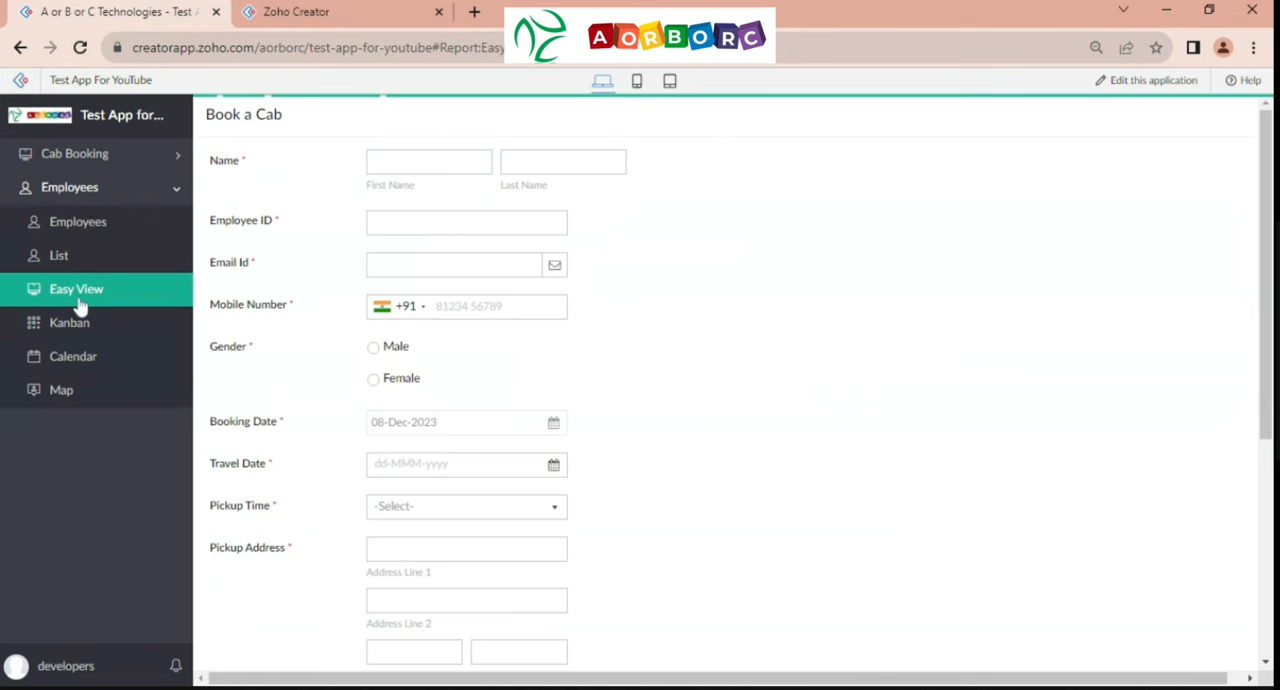 A or B or C Technologies - Test A
Zoho Creator
creatorapp.zoho.com/aorborc/test-app-for-youtube#Report:Easy
AORBORC
Test App For YouTube
Edit this application
Help
Test App for...
Cab Booking
Employees
Employees
List
Easy View
Kanban
Calendar
Map
developers
Book a Cab
Name *
First Name
Last Name
Employee ID *
Email Id *
Mobile Number *
+91
81234 56789
Gender *
Male
Female
Booking Date *
08-Dec-2023
Travel Date *
dd-MMM-yyyy
Pickup Time *
-Select-
Pickup Address *
Address Line 1
Address Line 2